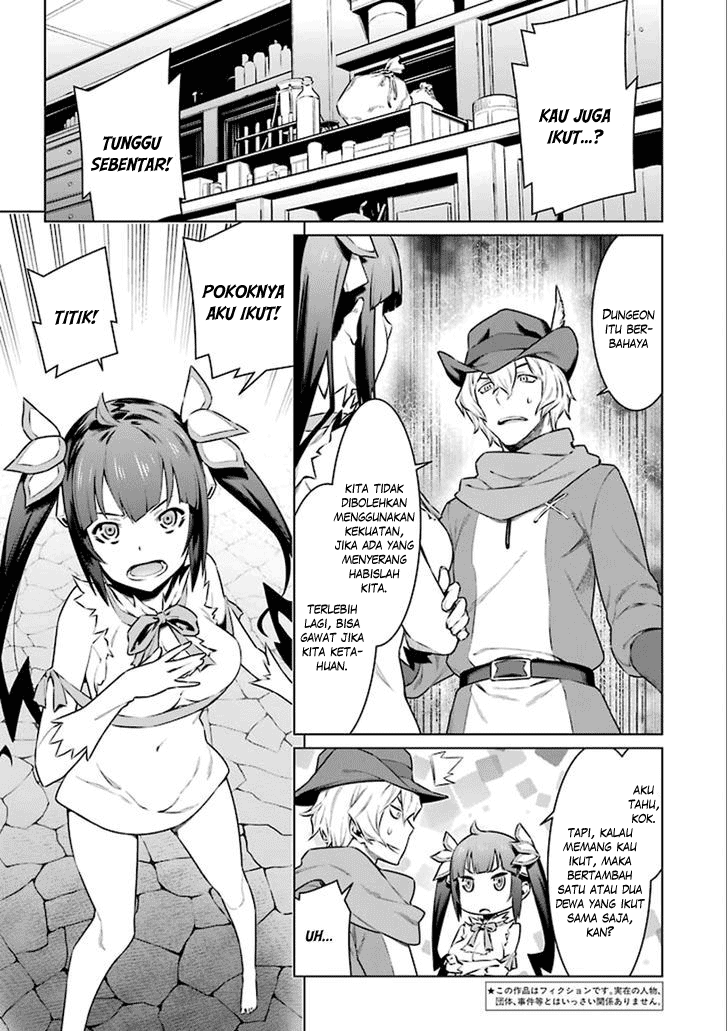 KAU JUGA
IKUT...?
TUNGGU
SEBENTAR!
DUNGEON
ITU BER-
BAHAYA
KITA TIDAK
DIBOLEHKAN
MENGGUNAKAN
KEKUATAN,
JIKA ADA YANG
MENYERANG
HABISLAH
KITA.
TERLEBIH
LAGI, BISA
GAWAT JIKA
KITA KETA-
HUAN.
POKOKNYA
AKU IKUT!
TITIK!
AKU
TAHU,
KOK.
TAPI, KALAU
MEMANG KAU
IKUT, MAKA
BERTAMBAH
SATU ATAU DUA
DEWA YANG IKUT
SAMA SAJA,
KAN?
UH...
★この作品はフィクションです。実在の人物、
団体、事件等とはいっさい関係ありません。